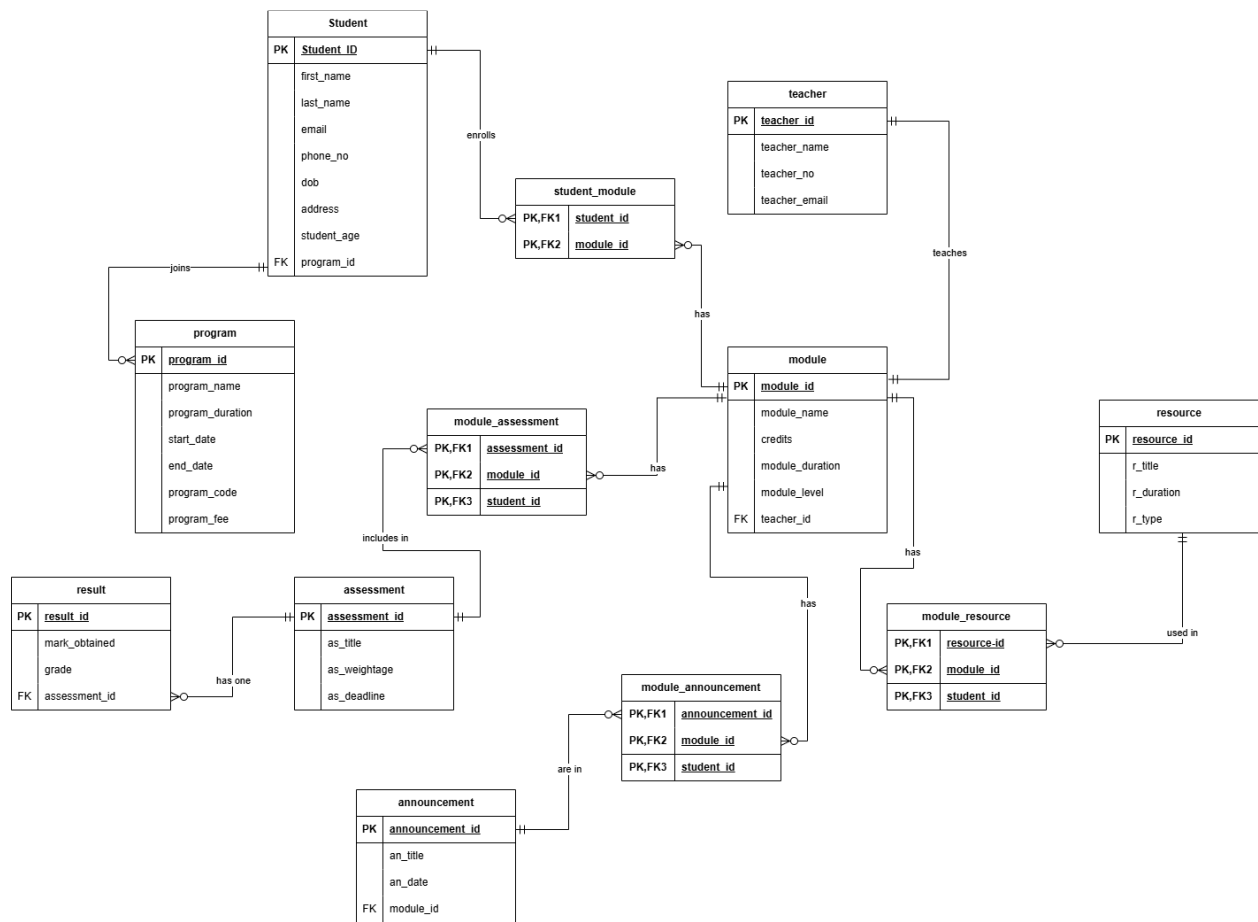 Student
PK Student_ID
first_name
last_name
email
phone_no
dob
address
student_age
FK program_id
enrolls
teacher
PK teacher_id
teacher_name
teacher_no
teacher_email
student_module
PK,FK1 student_id
PK,FK2 module_id
teaches
joins
has
program
PK program_id
program_name
program_duration
start_date
end_date
program_code
program_fee
module
PK module_id
module_name
credits
module_duration
module_level
FK teacher_id
module_assessment
PK,FK1 assessment_id
PK,FK2 module_id
PK,FK3 student_id
has
resource
PK resource_id
r_title
r_duration
r_type
includes in
has
result
PK result_id
mark_obtained
grade
FK assessment_id
has one
assessment
PK assessment_id
as_title
as_weightage
as_deadline
has
module_resource
PK,FK1 resource-id
PK,FK2 module_id
PK,FK3 student_id
used in
module_announcement
PK,FK1 announcement_id
PK,FK2 module_id
PK,FK3 student_id
are in
announcement
PK announcement_id
an_title
an_date
FK module_id